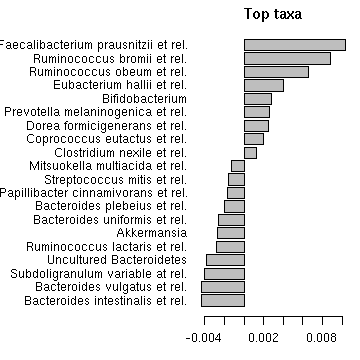 Top taxa
Faecalibacterium prausnitzii et rel.
Ruminococcus bromii et rel.
Ruminococcus obeum et rel.
Eubacterium hallii et rel.
Bifidobacterium
Prevotella melaninogenica et rel.
Dorea formicigenerans et rel.
Coprococcus eutactus et rel.
Clostridium nexile et rel.
Mitsuokella multiacida et rel.
Streptococcus mitis et rel.
Papillibacter cinnamivorans et rel.
Bacteroides plebeius et rel.
Bacteroides uniformis et rel.
Akkermansia
Ruminococcus lactaris et rel.
Uncultured Bacteroidetes
Subdoligranulum variable at rel.
Bacteroides vulgatus et rel.
Bacteroides intestinalis et rel.
-0.004 0.002 0.008